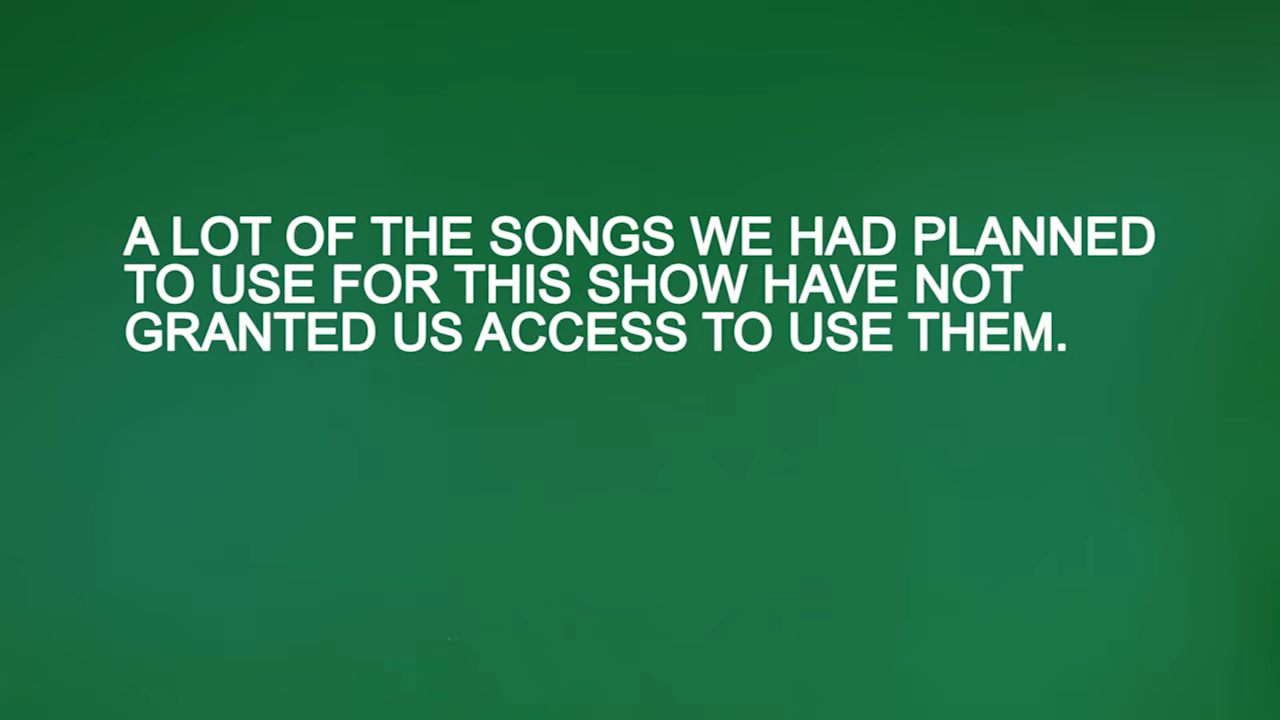 A LOT OF THE SONGS WE HAD PLANNED
TO USE FOR THIS SHOW HAVE NOT
GRANTED US ACCESS TO USE THEM.